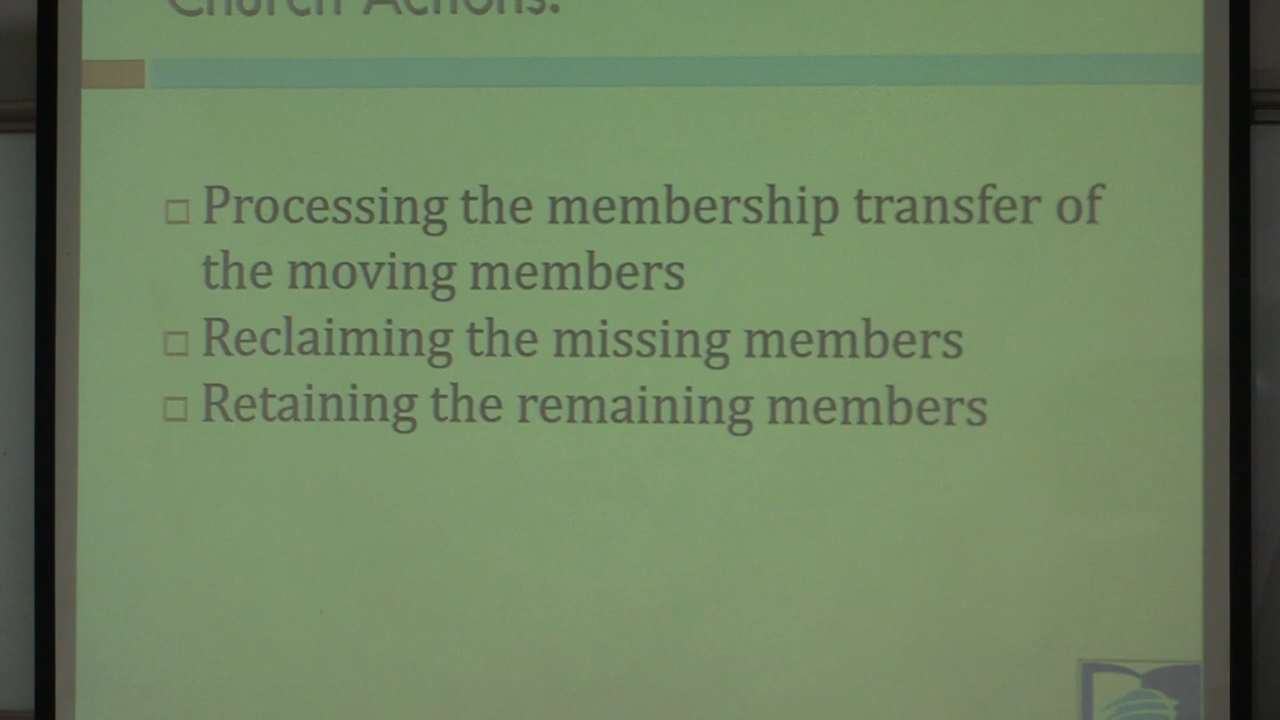 Church Actions:
Processing the membership transfer of
the moving members
Reclaiming the missing members
Retaining the remaining members